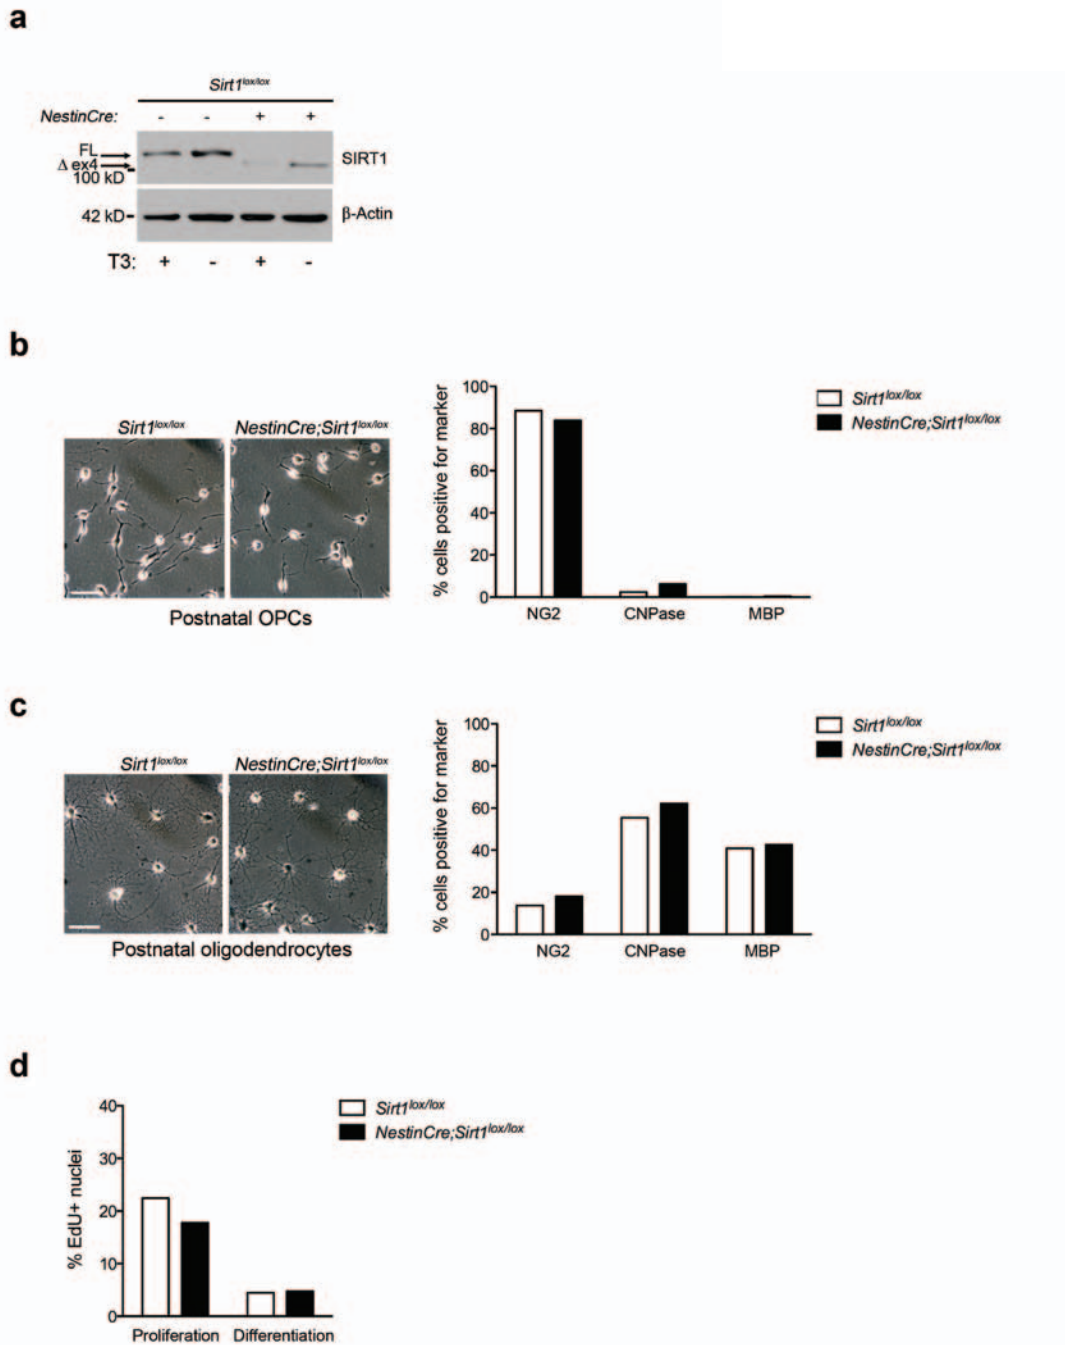 a
Sirt1lox/lox
NestinCre: - - + +
FL
Δ ex4
100 kD
SIRT1
42 kD
β-Actin
T3: + - + -
b
Sirt1lox/lox NestinCre;Sirt1lox/lox
Postnatal OPCs
% cells positive for marker
100
80
60
40
20
0
NG2 CNPase MBP
Sirt1lox/lox
NestinCre;Sirt1lox/lox
c
Sirt1lox/lox NestinCre;Sirt1lox/lox
Postnatal oligodendrocytes
% cells positive for marker
100
80
60
40
20
0
NG2 CNPase MBP
Sirt1lox/lox
NestinCre;Sirt1lox/lox
d
% EdU+ nuclei
40
30
20
10
0
Proliferation Differentiation
Sirt1lox/lox
NestinCre;Sirt1lox/lox